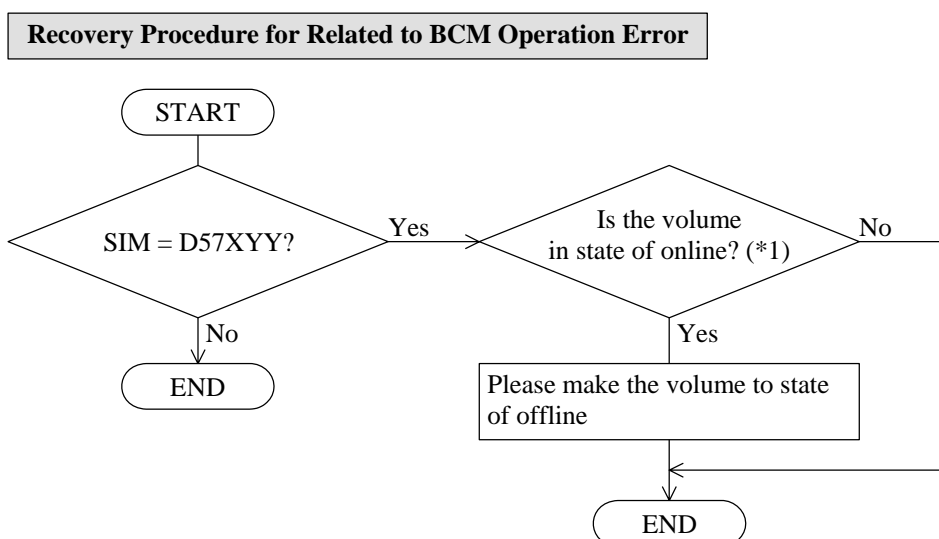 Recovery Procedure for Related to BCM Operation Error
START
SIM = D57XYY?
Yes
No
END
Is the volume
in state of online? (*1)
No
Yes
Please make the volume to state
of offline
END